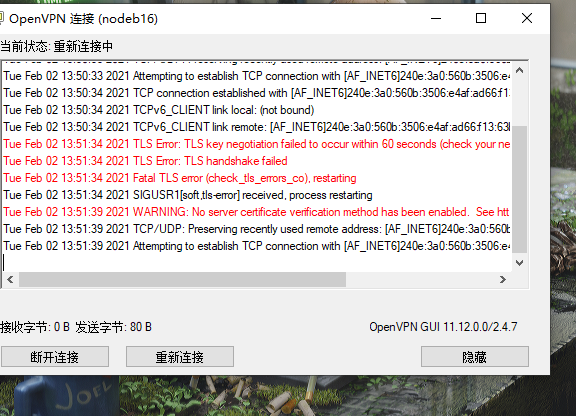 OpenVPN 连接 (nodeb16)
当前状态: 重新连接中
Tue Feb 02 13:50:33 2021 Attempting to establish TCP connection with [AF_INET6]240e:3a0:560b:3506:e4
Tue Feb 02 13:50:34 2021 TCP connection established with [AF_INET6]240e:3a0:560b:3506:e4af:ad66:f13
Tue Feb 02 13:50:34 2021 TCPv6_CLIENT link local: (not bound)
Tue Feb 02 13:50:34 2021 TCPv6_CLIENT link remote: [AF_INET6]240e:3a0:560b:3506:e4af:ad66:f13:63
Tue Feb 02 13:51:34 2021 TLS Error: TLS key negotiation failed to occur within 60 seconds (check your ne
Tue Feb 02 13:51:34 2021 TLS Error: TLS handshake failed
Tue Feb 02 13:51:34 2021 Fatal TLS error (check_tls_errors_co), restarting
Tue Feb 02 13:51:34 2021 SIGUSR1[soft,tls-error] received, process restarting
Tue Feb 02 13:51:39 2021 WARNING: No server certificate verification method has been enabled.  See htt
Tue Feb 02 13:51:39 2021 TCP/UDP: Preserving recently used remote address: [AF_INET6]240e:3a0:560b
Tue Feb 02 13:51:39 2021 Attempting to establish TCP connection with [AF_INET6]240e:3a0:560b:3506:e4
接收字节: 0 B 发送字节: 80 B
OpenVPN GUI 11.12.0.0/2.4.7
断开连接
重新连接
隐藏
JOEL